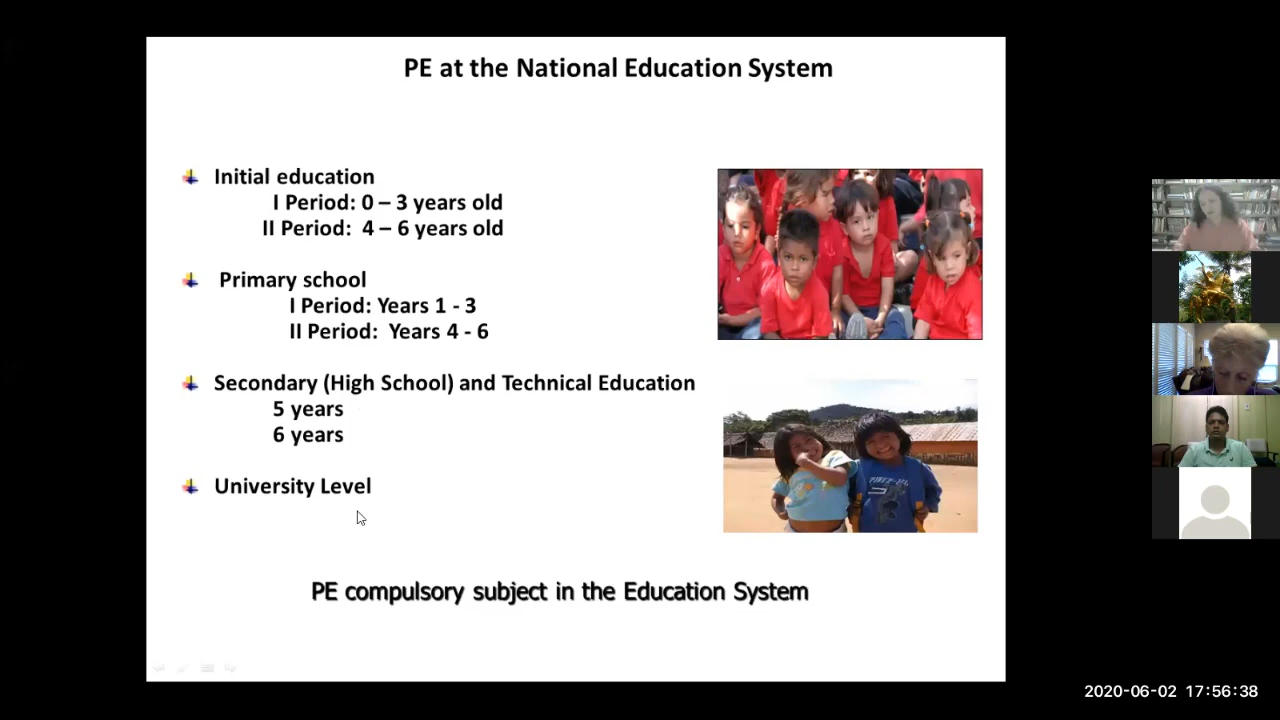 PE at the National Education System
Initial education
I Period: 0 – 3 years old
II Period: 4 – 6 years old
Primary school
I Period: Years 1 - 3
II Period: Years 4 - 6
Secondary (High School) and Technical Education
5 years
6 years
University Level
PE compulsory subject in the Education System
2020-06-02 17:56:38